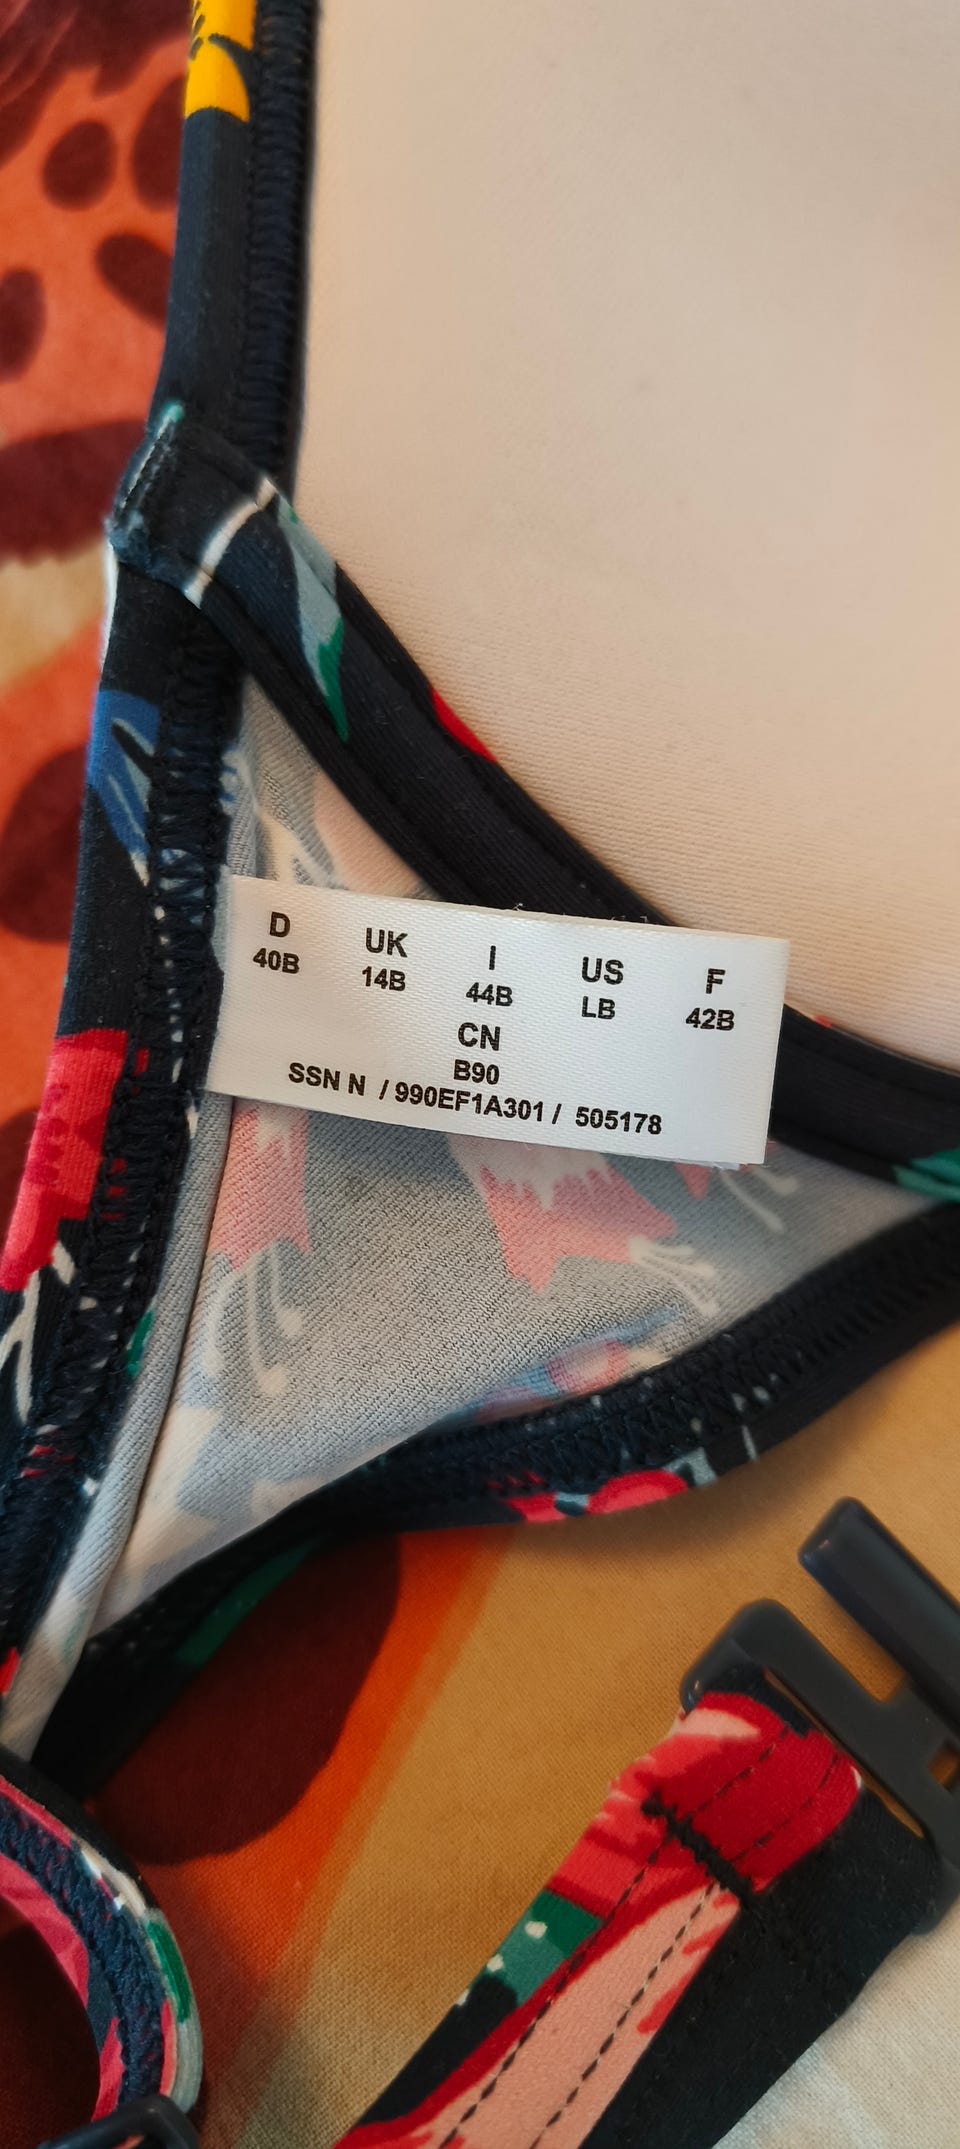 D UK I US F
40B 14B 44B LB 42B
CN
B90
SSN N / 990EF1A301 / 505178